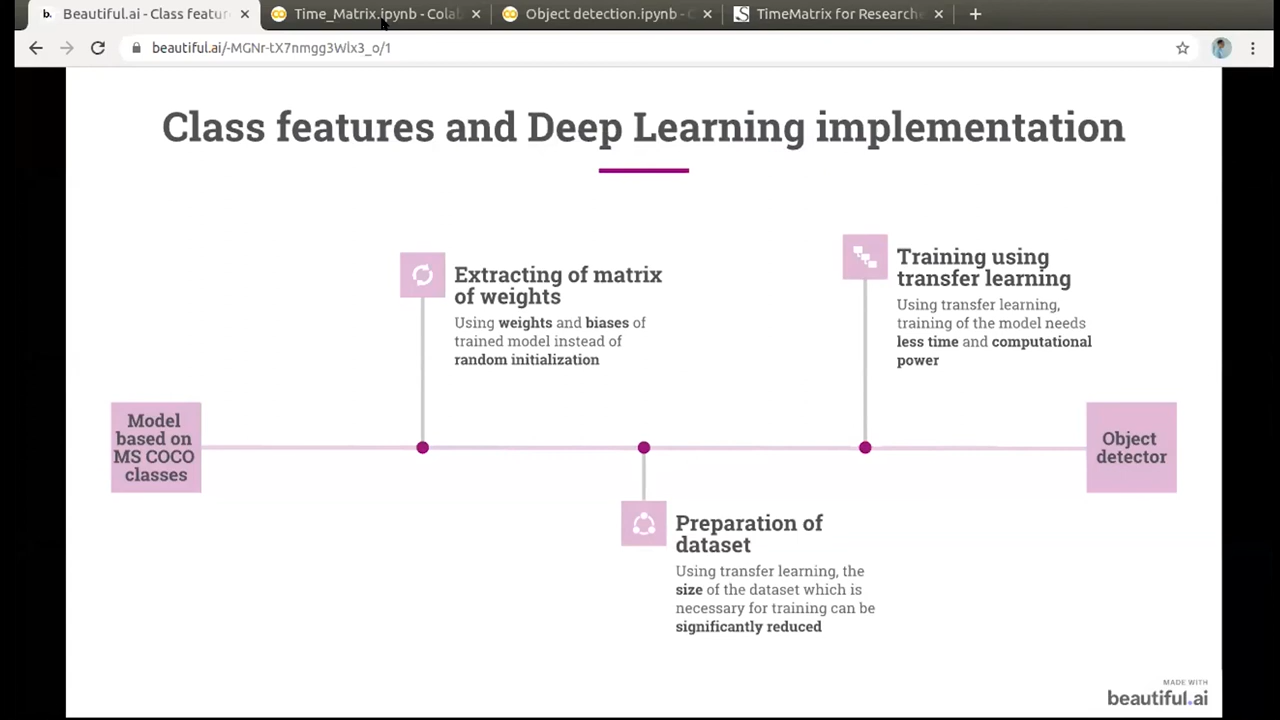 Beautiful.ai - Class featur
Time_Matrix.ipynb - Colab
Object detection.ipynb - C
TimeMatrix for Researche
beautiful.ai/-MGNr-tX7nmgg3Wlx3_o/1
Class features and Deep Learning implementation
Extracting of matrix
of weights
Using weights and biases of
trained model instead of
random initialization
Training using
transfer learning
Using transfer learning,
training of the model needs
less time and computational
power
Model
based on
MS COCO
classes
Object
detector
Preparation of
dataset
Using transfer learning, the
size of the dataset which is
necessary for training can be
significantly reduced
MADE WITH
beautiful.ai